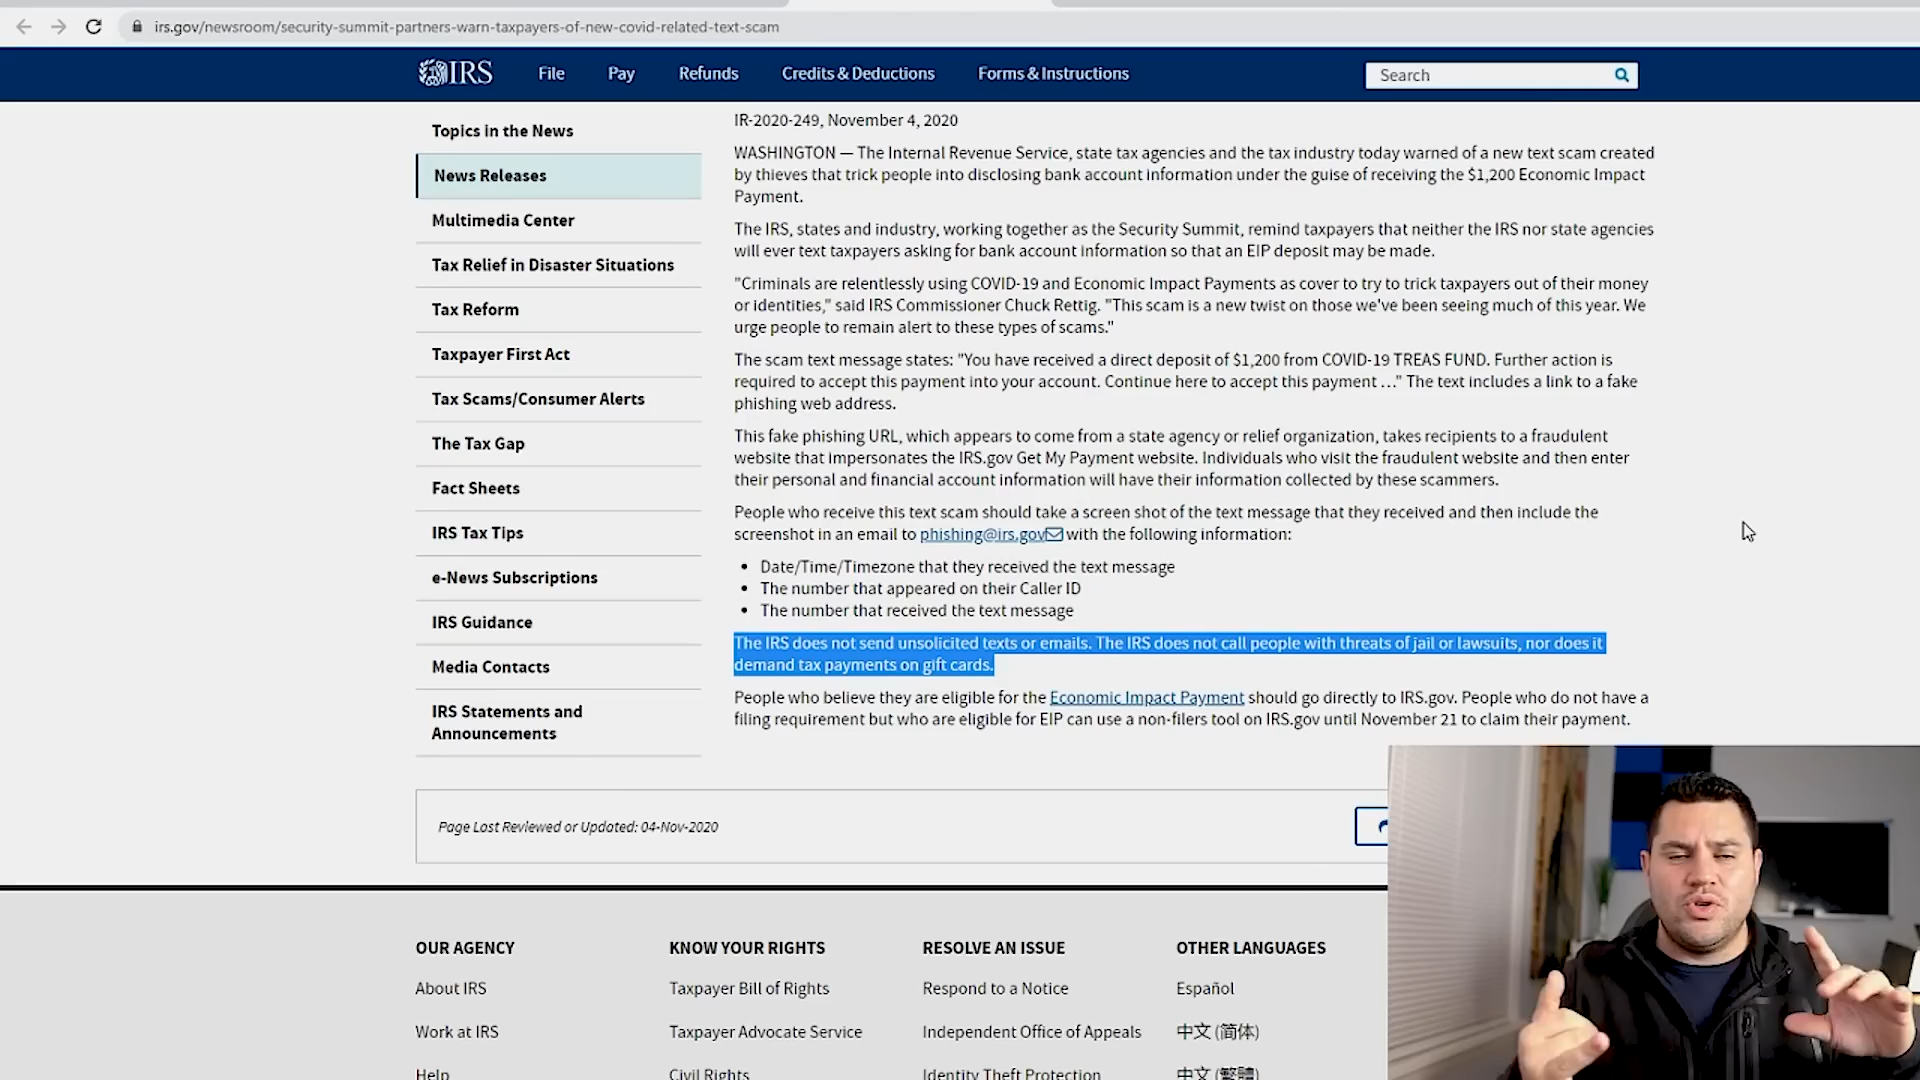 irs.gov/newsroom/security-summit-partners-warn-taxpayers-of-new-covid-related-text-scam
IRS
File
Pay
Refunds
Credits & Deductions
Forms & Instructions
Search
Topics in the News
News Releases
Multimedia Center
Tax Relief in Disaster Situations
Tax Reform
Taxpayer First Act
Tax Scams/Consumer Alerts
The Tax Gap
Fact Sheets
IRS Tax Tips
e-News Subscriptions
IRS Guidance
Media Contacts
IRS Statements and
Announcements
IR-2020-249, November 4, 2020
WASHINGTON — The Internal Revenue Service, state tax agencies and the tax industry today warned of a new text scam created
by thieves that trick people into disclosing bank account information under the guise of receiving the $1,200 Economic Impact
Payment.
The IRS, states and industry, working together as the Security Summit, remind taxpayers that neither the IRS nor state agencies
will ever text taxpayers asking for bank account information so that an EIP deposit may be made.
"Criminals are relentlessly using COVID-19 and Economic Impact Payments as cover to try to trick taxpayers out of their money
or identities," said IRS Commissioner Chuck Rettig. "This scam is a new twist on those we've been seeing much of this year. We
urge people to remain alert to these types of scams."
The scam text message states: "You have received a direct deposit of $1,200 from COVID-19 TREAS FUND. Further action is
required to accept this payment into your account. Continue here to accept this payment …" The text includes a link to a fake
phishing web address.
This fake phishing URL, which appears to come from a state agency or relief organization, takes recipients to a fraudulent
website that impersonates the IRS.gov Get My Payment website. Individuals who visit the fraudulent website and then enter
their personal and financial account information will have their information collected by these scammers.
People who receive this text scam should take a screen shot of the text message that they received and then include the
screenshot in an email to phishing@irs.gov with the following information:
• Date/Time/Timezone that they received the text message
• The number that appeared on their Caller ID
• The number that received the text message
The IRS does not send unsolicited texts or emails. The IRS does not call people with threats of jail or lawsuits, nor does it
demand tax payments on gift cards.
People who believe they are eligible for the Economic Impact Payment should go directly to IRS.gov. People who do not have a
filing requirement but who are eligible for EIP can use a non-filers tool on IRS.gov until November 21 to claim their payment.
Page Last Reviewed or Updated: 04-Nov-2020
OUR AGENCY
About IRS
Work at IRS
Help
KNOW YOUR RIGHTS
Taxpayer Bill of Rights
Taxpayer Advocate Service
Civil Rights
RESOLVE AN ISSUE
Respond to a Notice
Independent Office of Appeals
Identity Theft Protection
OTHER LANGUAGES
Español
中文 (简体)
中文 (繁體)